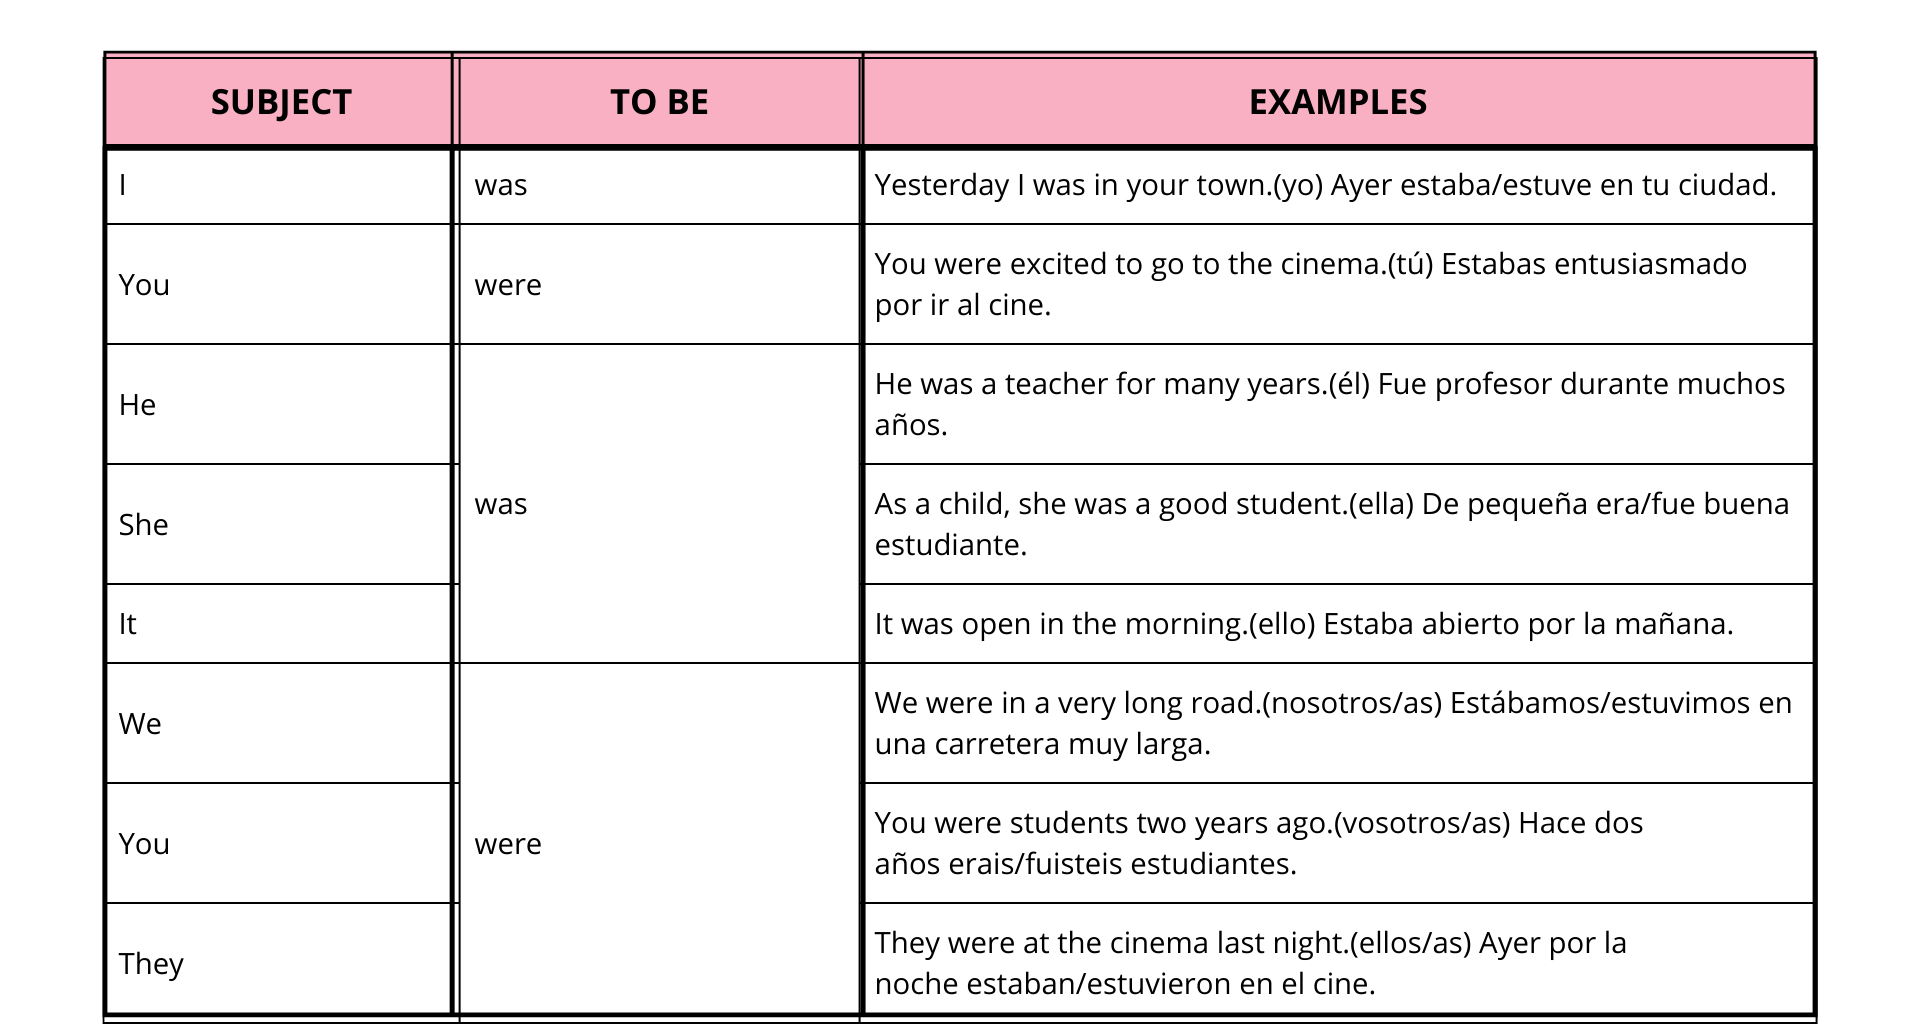 SUBJECT TO BE EXAMPLES
I was Yesterday I was in your town.(yo) Ayer estaba/estuve en tu ciudad.
You were You were excited to go to the cinema.(tú) Estabas entusiasmado
por ir al cine.
He He was a teacher for many years.(él) Fue profesor durante muchos
años.
was
She As a child, she was a good student.(ella) De pequeña era/fue buena
estudiante.
It It was open in the morning.(ello) Estaba abierto por la mañana.
We We were in a very long road.(nosotros/as) Estábamos/estuvimos en
una carretera muy larga.
You were You were students two years ago.(vosotros/as) Hace dos
años erais/fuisteis estudiantes.
They They were at the cinema last night.(ellos/as) Ayer por la
noche estaban/estuvieron en el cine.